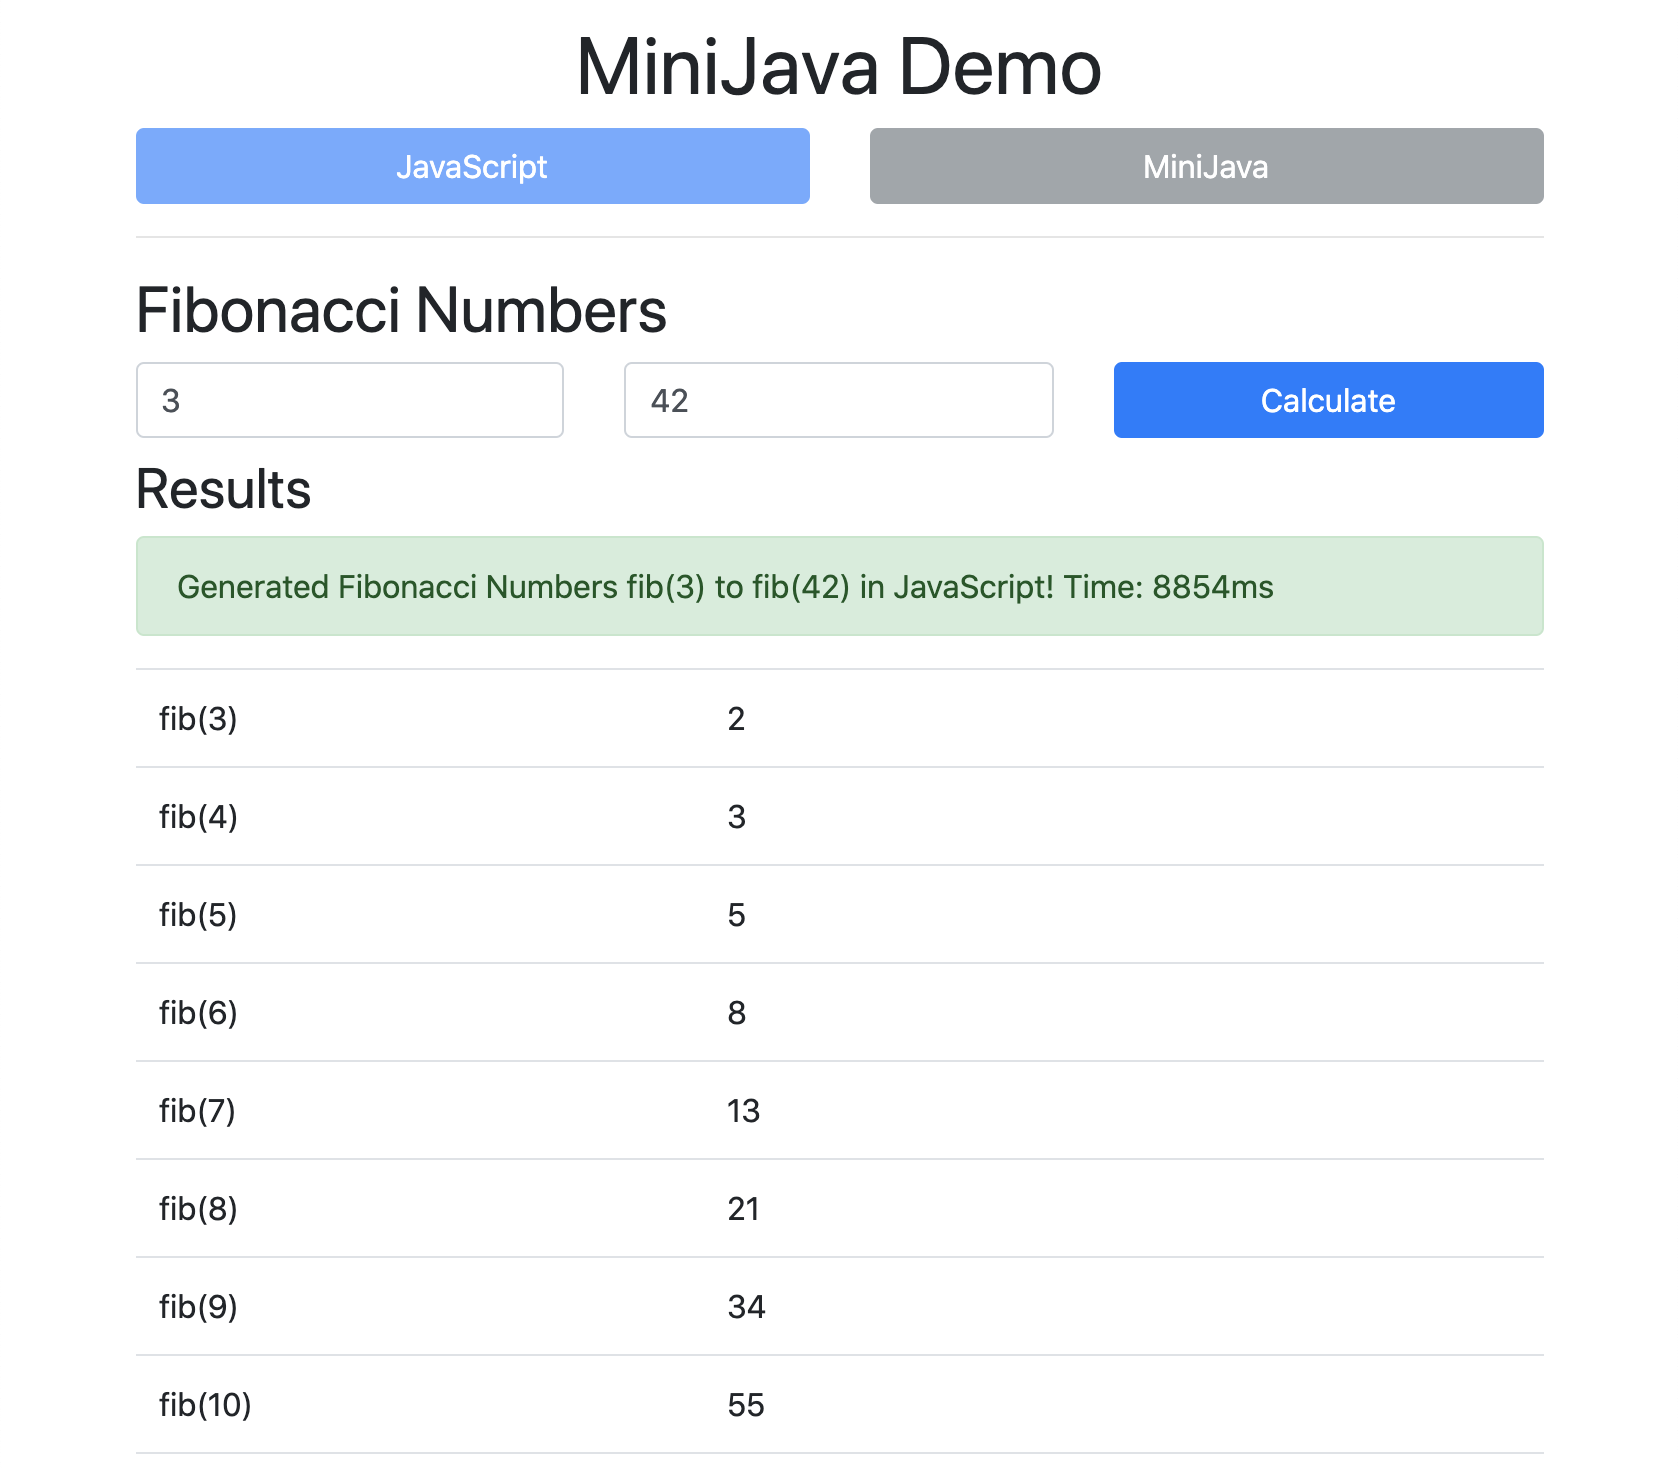 MiniJava Demo
JavaScript MiniJava
Fibonacci Numbers
3 42 Calculate
Results
Generated Fibonacci Numbers fib(3) to fib(42) in JavaScript! Time: 8854ms
fib(3) 2
fib(4) 3
fib(5) 5
fib(6) 8
fib(7) 13
fib(8) 21
fib(9) 34
fib(10) 55